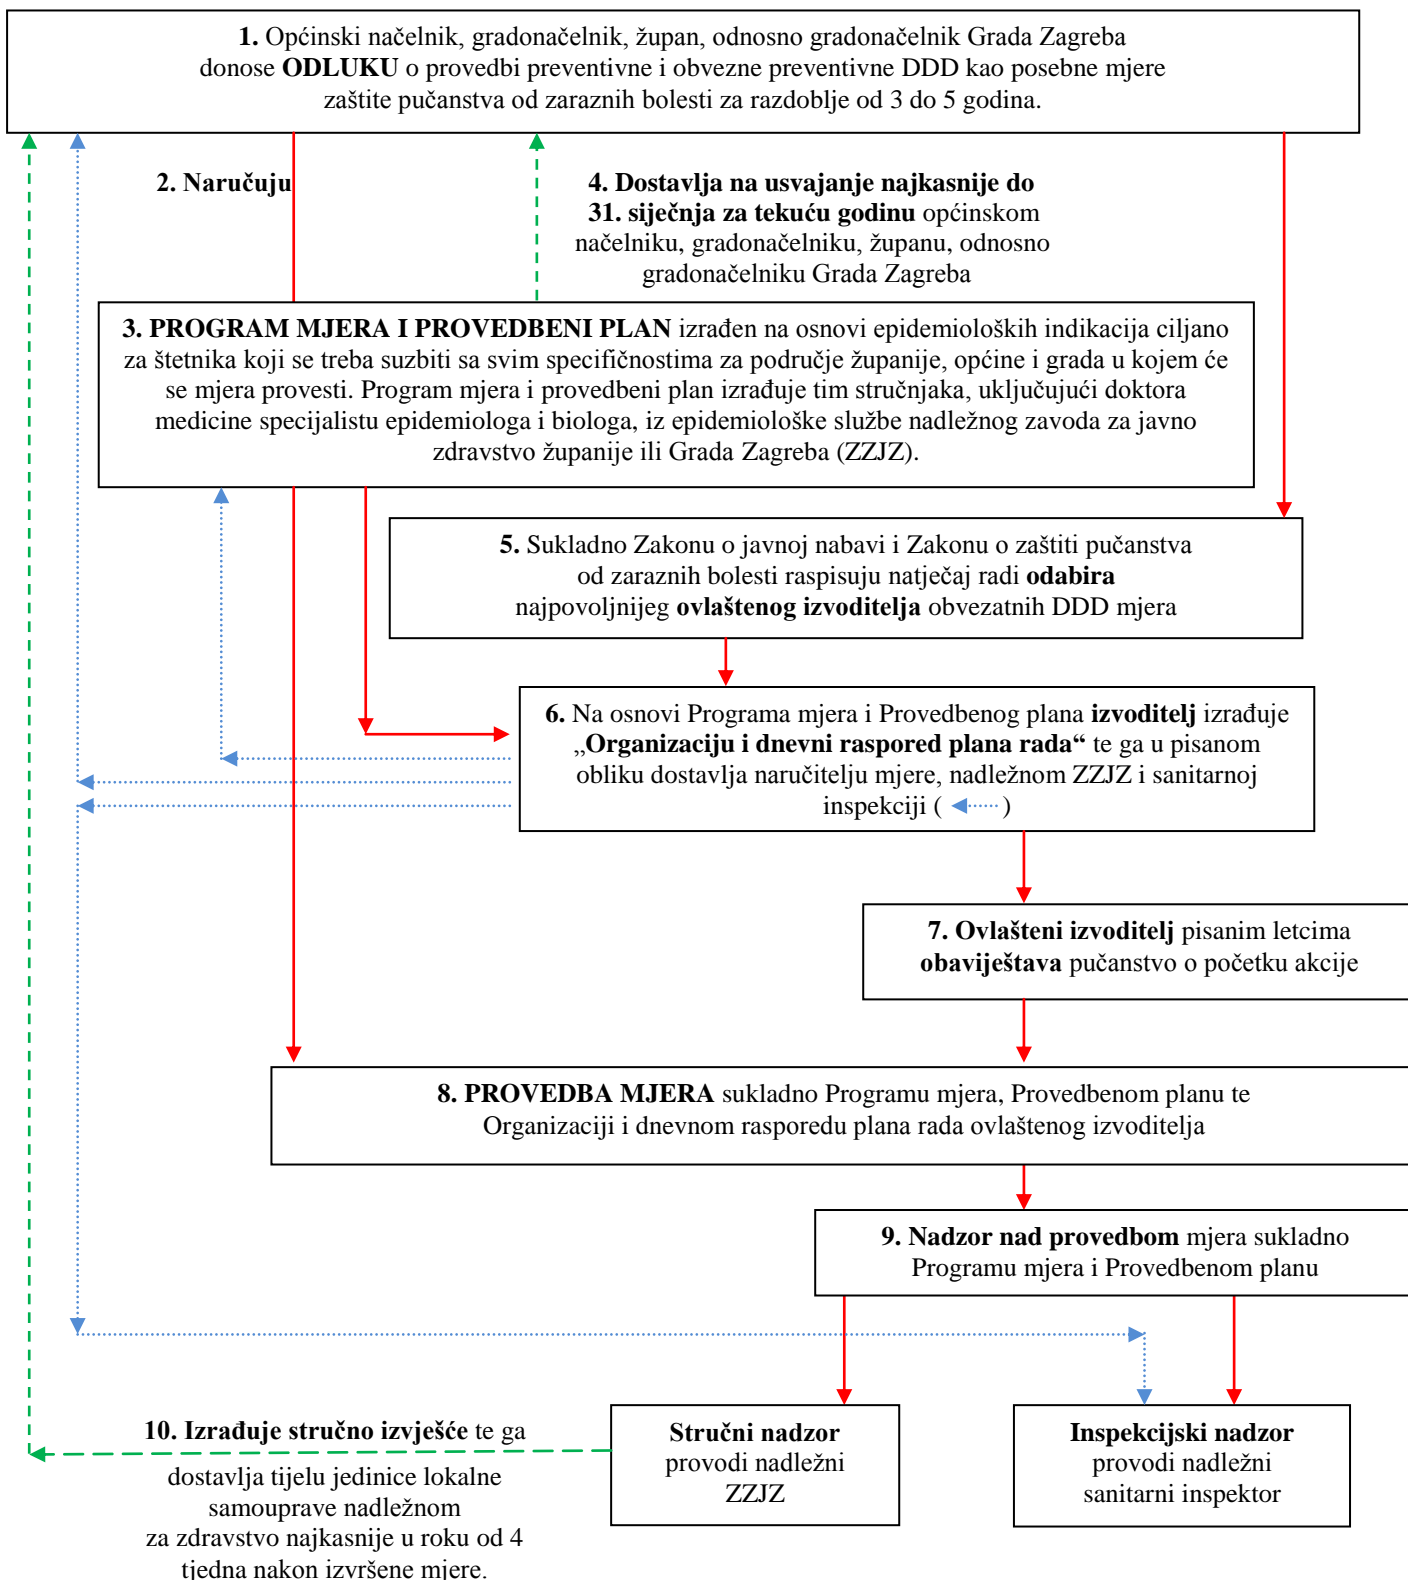 1. Općinski načelnik, gradonačelnik, župan, odnosno gradonačelnik Grada Zagreba
donose ODLUKU o provedbi preventivne i obvezne preventivne DDD kao posebne mjere
zaštite pučanstva od zaraznih bolesti za razdoblje od 3 do 5 godina.
2. Naručuju
4. Dostavlja na usvajanje najkasnije do
31. siječnja za tekuću godinu općinskom
načelniku, gradonačelniku, županu, odnosno
gradonačelniku Grada Zagreba
3. PROGRAM MJERA I PROVEDBENI PLAN izrađen na osnovi epidemioloških indikacija ciljano
za štetnika koji se treba suzbiti sa svim specifičnostima za područje županije, općine i grada u kojem će
se mjera provesti. Program mjera i provedbeni plan izrađuje tim stručnjaka, uključujući doktora
medicine specijalistu epidemiologa i biologa, iz epidemiološke službe nadležnog zavoda za javno
zdravstvo županije ili Grada Zagreba (ZZJZ).
5. Sukladno Zakonu o javnoj nabavi i Zakonu o zaštiti pučanstva
od zaraznih bolesti raspisuju natječaj radi odabira
najpovoljnijeg ovlaštenog izvoditelja obvezatnih DDD mjera
6. Na osnovi Programa mjera i Provedbenog plana izvoditelj izrađuje
„Organizaciju i dnevni raspored plana rada“ te ga u pisanom
obliku dostavlja naručitelju mjere, nadležnom ZZJZ i sanitarnoj
inspekciji ( )
7. Ovlašteni izvoditelj pisanim letcima
obaviještava pučanstvo o početku akcije
8. PROVEDBA MJERA sukladno Programu mjera, Provedbenom planu te
Organizaciji i dnevnom rasporedu plana rada ovlaštenog izvoditelja
9. Nadzor nad provedbom mjera sukladno
Programu mjera i Provedbenom planu
10. Izrađuje stručno izvješće te ga
dostavlja tijelu jedinice lokalne
samouprave nadležnom
za zdravstvo najkasnije u roku od 4
tjedna nakon izvršene mjere.
Stručni nadzor
provodi nadležni
ZZJZ
Inspekcijski nadzor
provodi nadležni
sanitarni inspektor